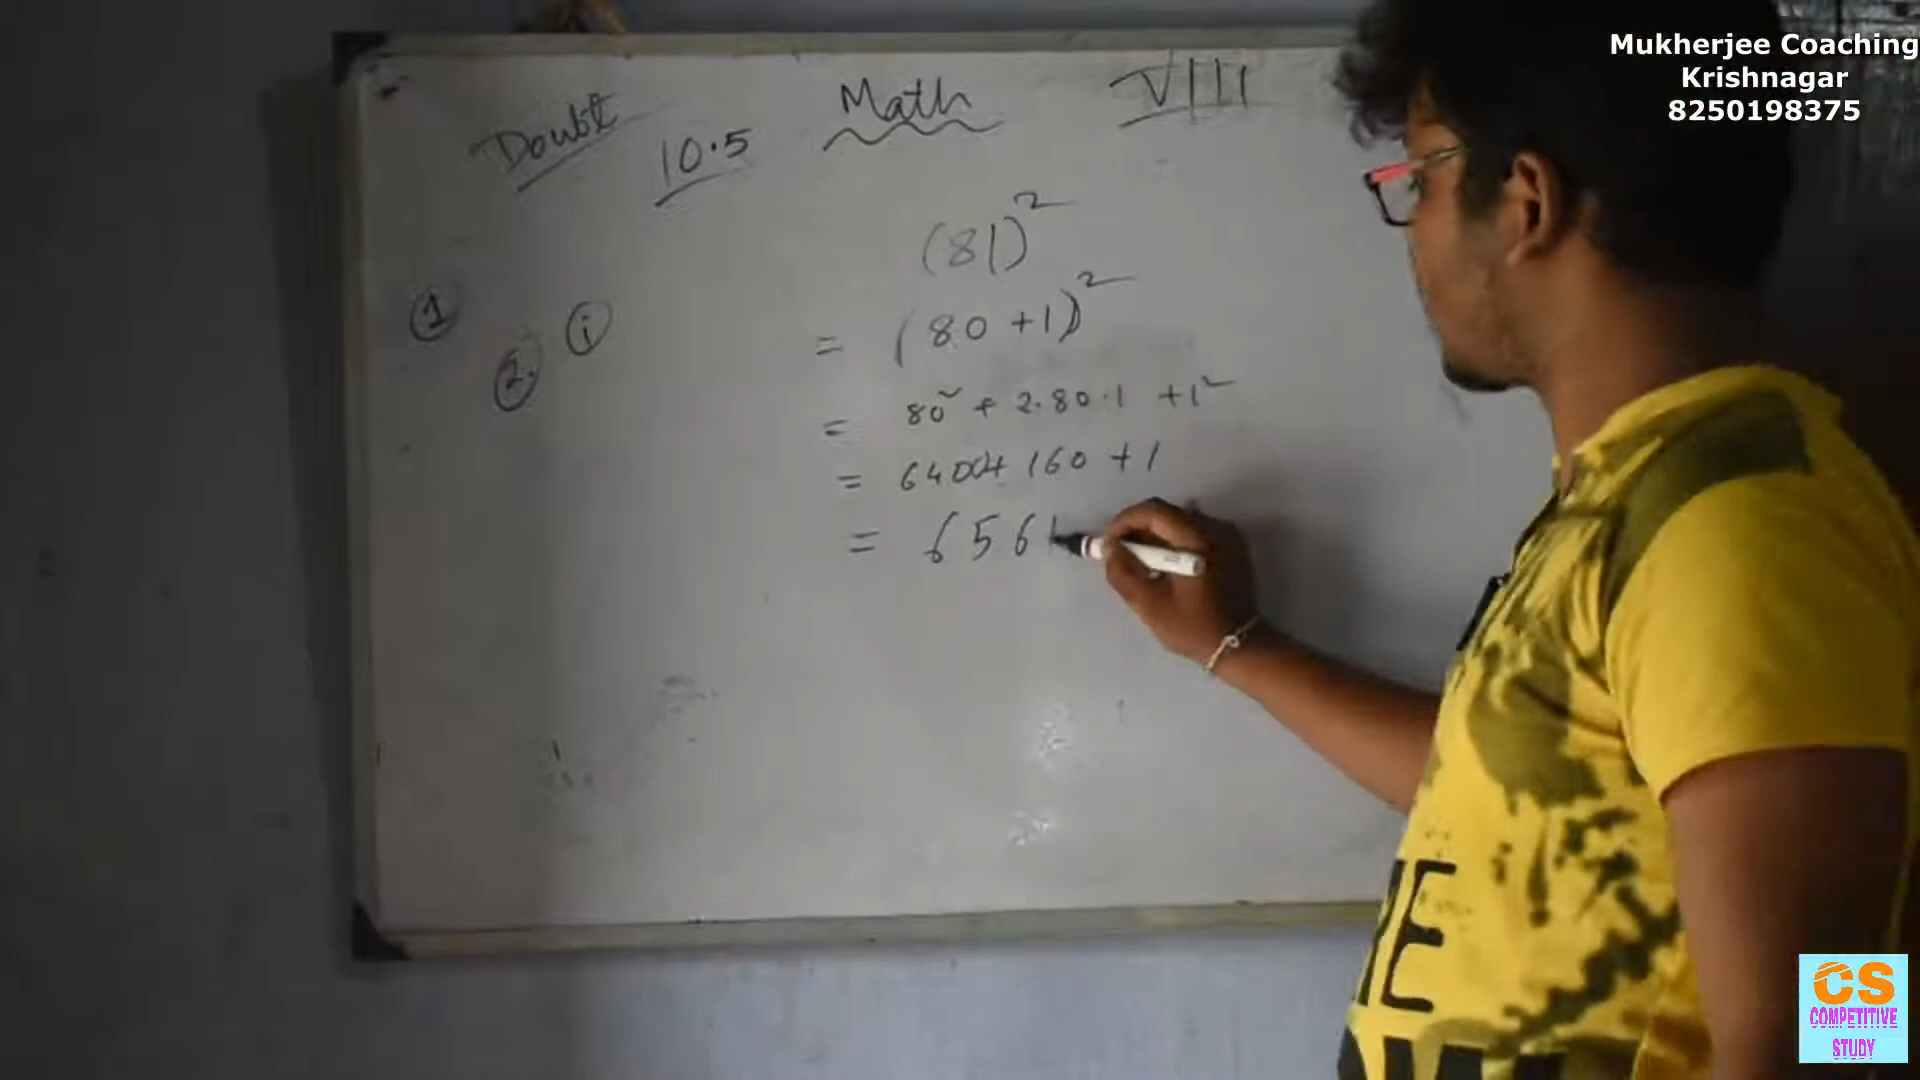 Mukherjee Coaching
Krishnagar
8250198375
Doubt 10.5 Math VIII
(81)²
① ②. ⓘ = (80+1)²
= 80² + 2.80.1 + 1²
= 6400+ 160 + 1
= 6561
RE
CS
COMPETITIVE
STUDY